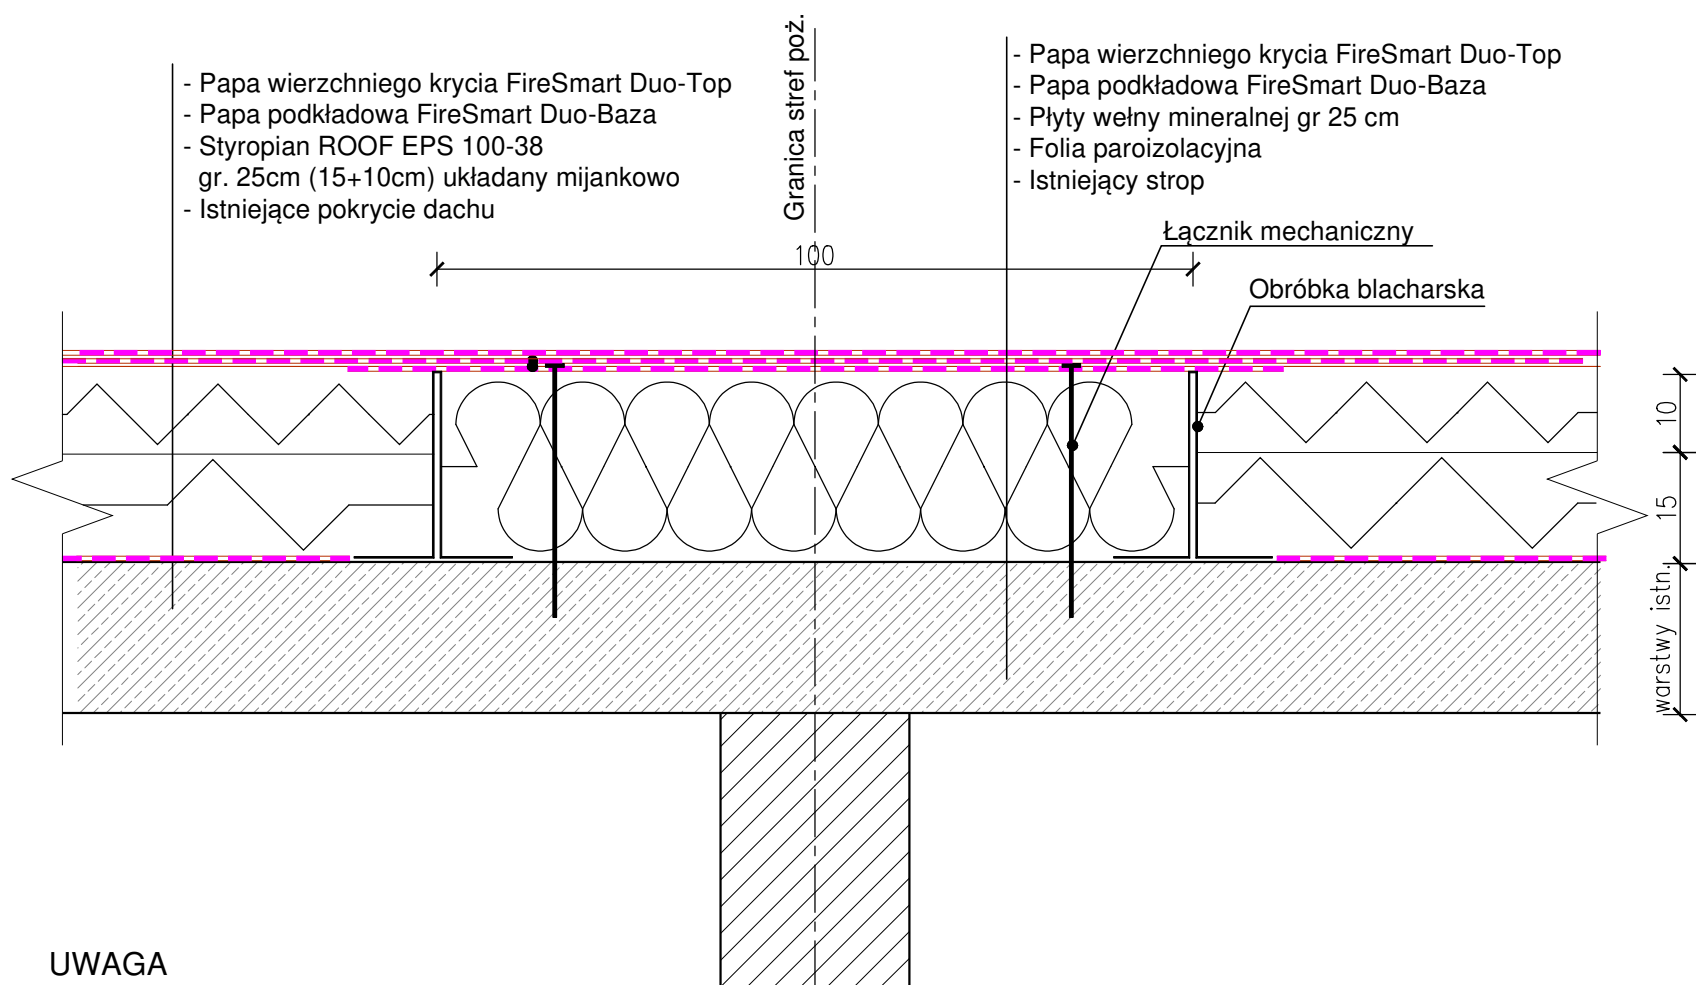 - Papa wierzchniego krycia FireSmart Duo-Top
- Papa podkładowa FireSmart Duo-Baza
- Styropian ROOF EPS 100-38
gr. 25cm (15+10cm) układany mijankowo
- Istniejące pokrycie dachu
Granica stref poż.
- Papa wierzchniego krycia FireSmart Duo-Top
- Papa podkładowa FireSmart Duo-Baza
- Płyty wełny mineralnej gr 25 cm
- Folia paroizolacyjna
- Istniejący strop
Łącznik mechaniczny
100
Obróbka blacharska
10
15
warstwy istn.
UWAGA